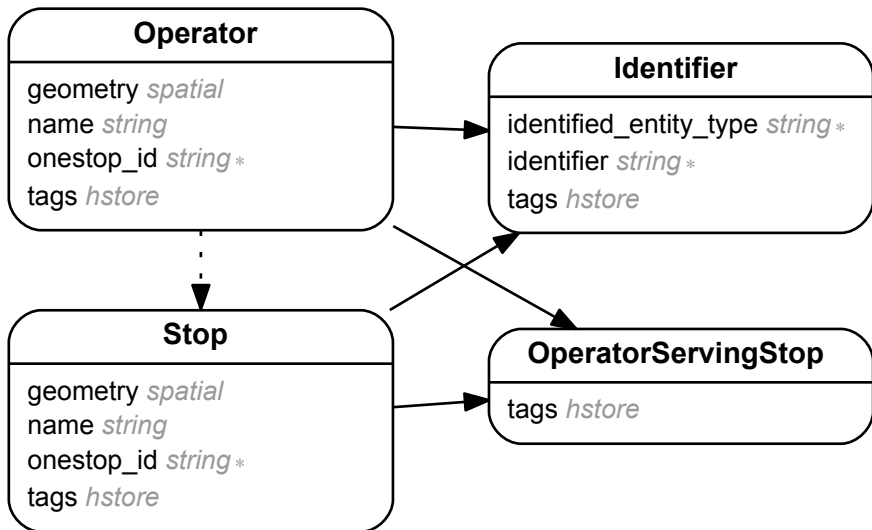 Operator
geometry spatial
name string
onestop_id string *
tags hstore
Identifier
identified_entity_type string *
identifier string *
tags hstore
Stop
geometry spatial
name string
onestop_id string *
tags hstore
OperatorServingStop
tags hstore